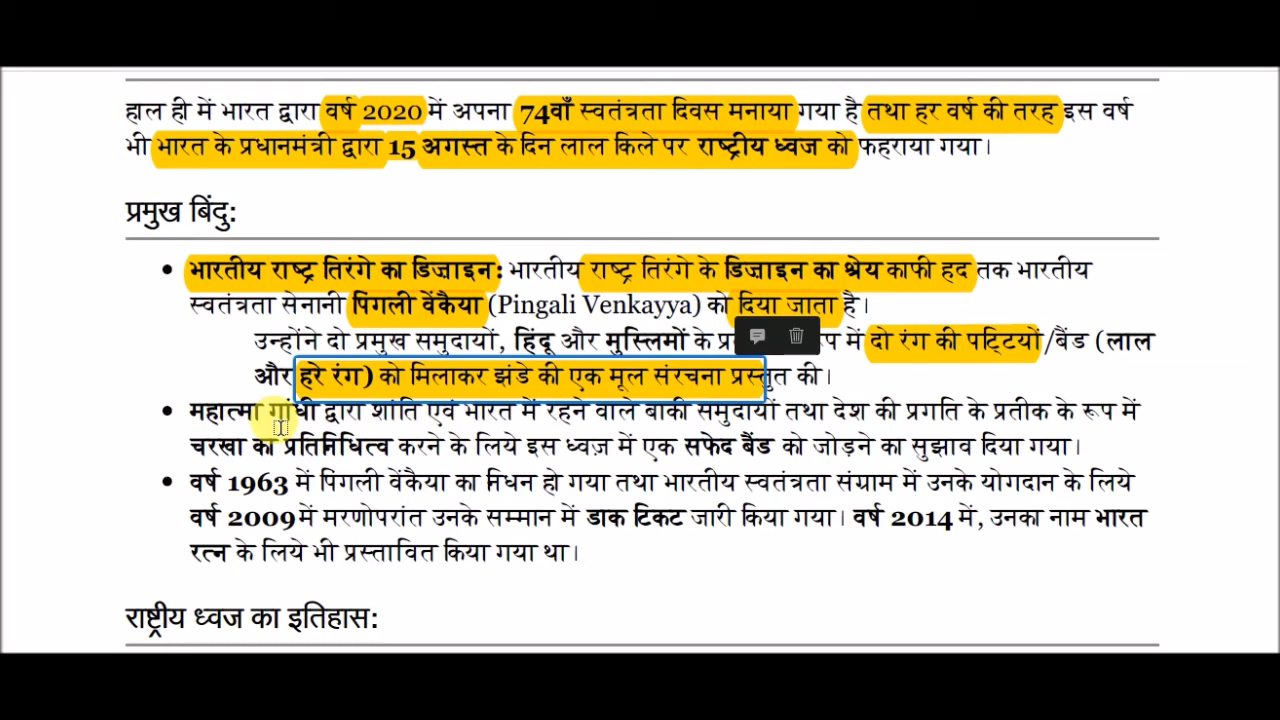 हाल ही में भारत द्वारा वर्ष 2020 में अपना 74वाँ स्वतंत्रता दिवस मनाया गया है तथा हर वर्ष की तरह इस वर्ष
भी भारत के प्रधानमंत्री द्वारा 15 अगस्त के दिन लाल किले पर राष्ट्रीय ध्वज को फहराया गया।
प्रमुख बिंदु:
• भारतीय राष्ट्र तिरंगे का डिज़ाइन: भारतीय राष्ट्र तिरंगे के डिज़ाइन का श्रेय काफी हद तक भारतीय
स्वतंत्रता सेनानी पिंगली वेंकैया (Pingali Venkayya) को दिया जाता है।
उन्होंने दो प्रमुख समुदायों, हिंदू और मुस्लिमों के में दो रंग की पट्टियों/बैंड (लाल
और हरे रंग) को मिलाकर झंडे की एक मूल संरचना प्रस्तुत की।
• महात्मा गांधी द्वारा शांति एवं भारत में रहने वाले बाकी समुदायों तथा देश की प्रगति के प्रतीक के रूप में
चरखा का प्रतिनिधित्व करने के लिये इस ध्वज़ में एक सफेद बैंड को जोड़ने का सुझाव दिया गया।
• वर्ष 1963 में पिंगली वेंकैया का निधन हो गया तथा भारतीय स्वतंत्रता संग्राम में उनके योगदान के लिये
वर्ष 2009 में मरणोपरांत उनके सम्मान में डाक टिकट जारी किया गया। वर्ष 2014 में, उनका नाम भारत
रत्न के लिये भी प्रस्तावित किया गया था।
राष्ट्रीय ध्वज का इतिहास: